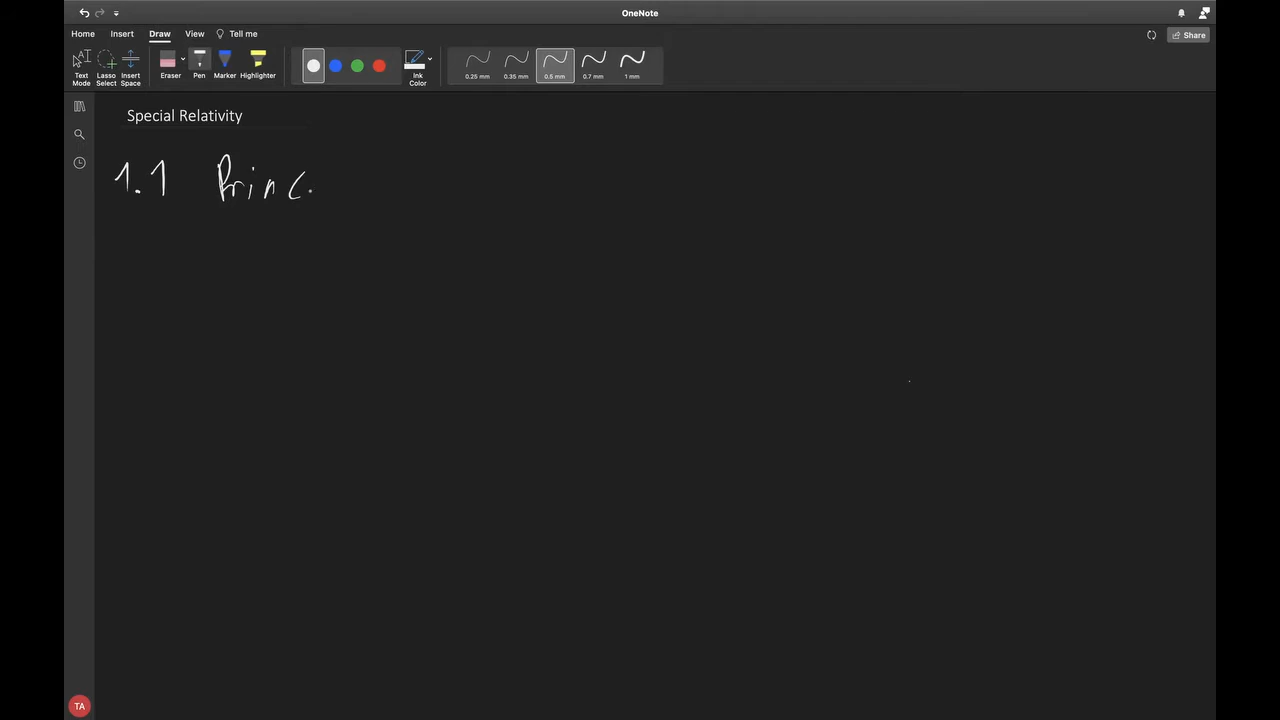 OneNote
Home Insert Draw View Tell me
Share
Text Mode
Lasso Select
Insert Space
Eraser
Pen
Marker
Highlighter
Ink Color
0.25 mm
0.35 mm
0.5 mm
0.7 mm
1 mm
Special Relativity
1.1 Princ.
TA